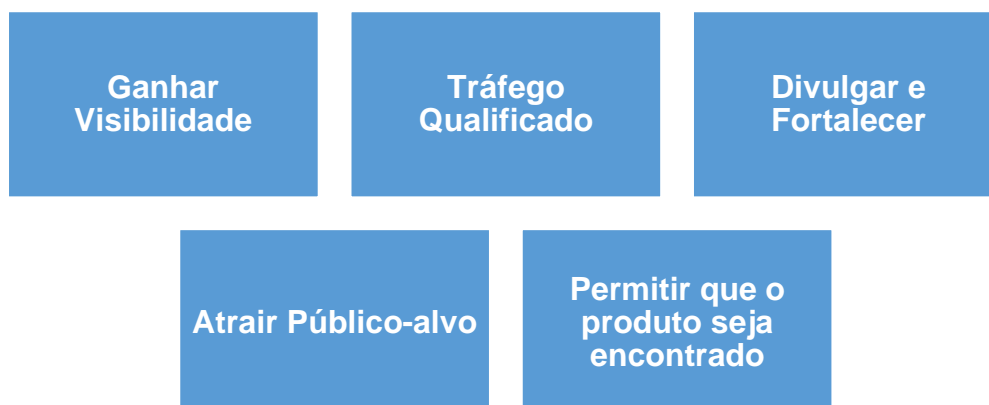 Ganhar
Visibilidade
Tráfego
Qualificado
Divulgar e
Fortalecer
Atrair Público-alvo
Permitir que o
produto seja
encontrado